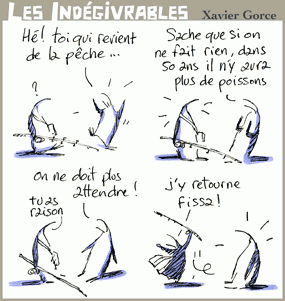 LES INDÉGIVRABLES
Xavier Gorce
Hé! toi qui revient
de la pêche ...
?
Sache que si on
ne fait rien, dans
50 ans il n'y aura
plus de poissons
on ne doit plus
attendre !
tu as
raison
j'y retourne
fissa !